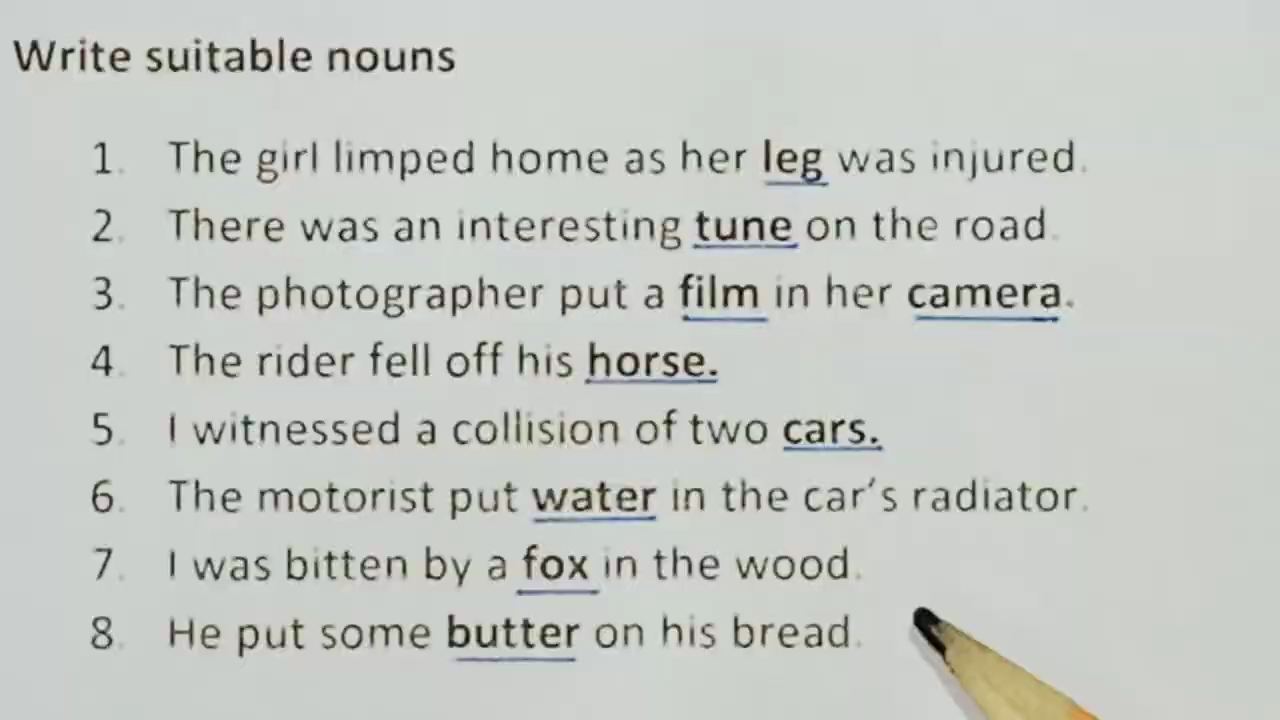 Write suitable nouns
1. The girl limped home as her leg was injured.
2. There was an interesting tune on the road.
3. The photographer put a film in her camera.
4. The rider fell off his horse.
5. I witnessed a collision of two cars.
6. The motorist put water in the car’s radiator.
7. I was bitten by a fox in the wood.
8. He put some butter on his bread.